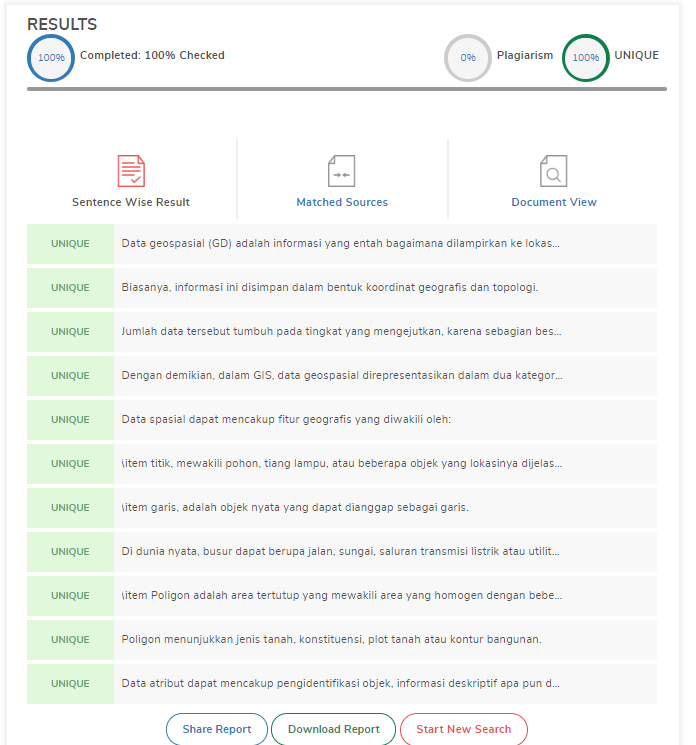 RESULTS
100% Completed: 100% Checked 0% Plagiarism 100% UNIQUE
Sentence Wise Result Matched Sources Document View
UNIQUE Data geospasial (GD) adalah informasi yang entah bagaimana dilampirkan ke lokas...
UNIQUE Biasanya, informasi ini disimpan dalam bentuk koordinat geografis dan topologi.
UNIQUE Jumlah data tersebut tumbuh pada tingkat yang mengejutkan, karena sebagian bes...
UNIQUE Dengan demikian, dalam GIS, data geospasial direpresentasikan dalam dua kategor...
UNIQUE Data spasial dapat mencakup fitur geografis yang diwakili oleh:
UNIQUE \item titik, mewakili pohon, tiang lampu, atau beberapa objek yang lokasinya dijelas...
UNIQUE \item garis, adalah objek nyata yang dapat dianggap sebagai garis.
UNIQUE Di dunia nyata, busur dapat berupa jalan, sungai, saluran transmisi listrik atau utilit...
UNIQUE \item Poligon adalah area tertutup yang mewakili area yang homogen dengan bebe...
UNIQUE Poligon menunjukkan jenis tanah, konstituensi, plot tanah atau kontur bangunan.
UNIQUE Data atribut dapat mencakup pengidentifikasi objek, informasi deskriptif apa pun d...
Share Report Download Report Start New Search